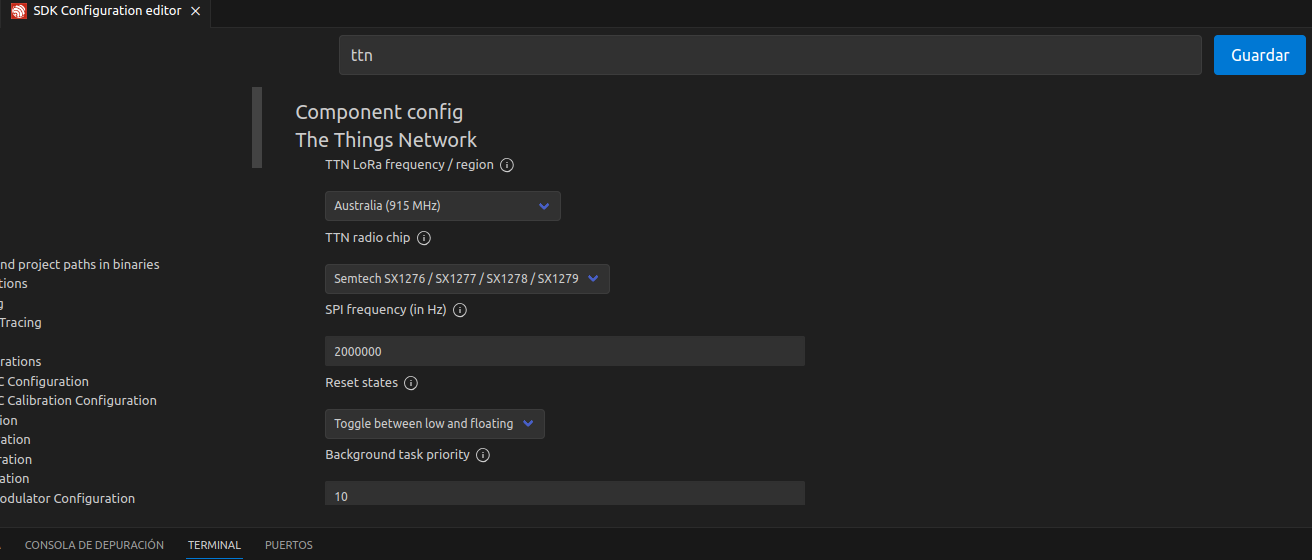 SDK Configuration editor
ttn
Guardar
Component config
The Things Network
TTN LoRa frequency / region
Australia (915 MHz)
TTN radio chip
Semtech SX1276 / SX1277 / SX1278 / SX1279
SPI frequency (in Hz)
2000000
Reset states
Toggle between low and floating
Background task priority
10
nd project paths in binaries
tions
g
Tracing
rations
C Configuration
C Calibration Configuration
ion
ration
ration
ation
odulator Configuration
CONSOLA DE DEPURACIÓN
TERMINAL
PUERTOS